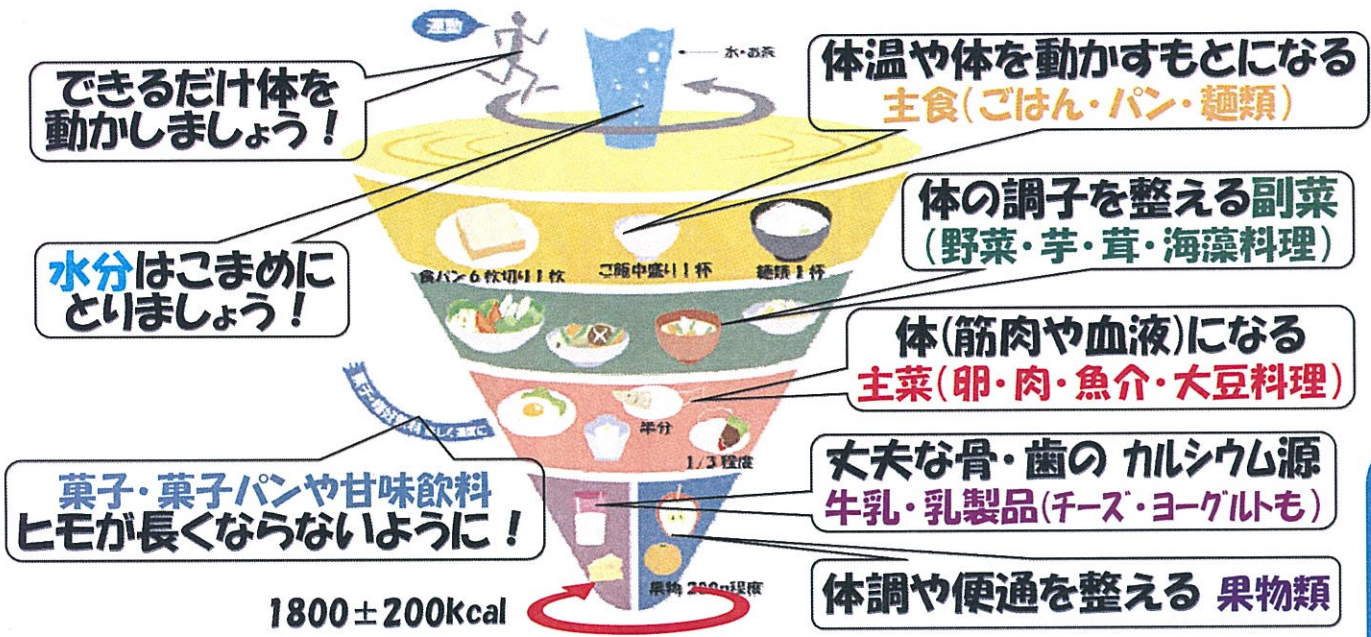 運動
水・お茶
できるだけ体を
動かしましょう！
体温や体を動かすもとになる
主食(ごはん・パン・麺類)
体の調子を整える副菜
(野菜・芋・茸・海藻料理)
水分はこまめに
とりましょう！
食パン6枚切り1枚
ご飯中盛り1杯
麺類1杯
体(筋肉や血液)になる
主菜(卵・肉・魚介・大豆料理)
半分
1/3程度
菓子・菓子パンや甘味飲料
ヒモが長くならないように！
丈夫な骨・歯の カルシウム源
牛乳・乳製品(チーズ・ヨーグルトも)
果物 200g程度
体調や便通を整える 果物類
1800±200kcal